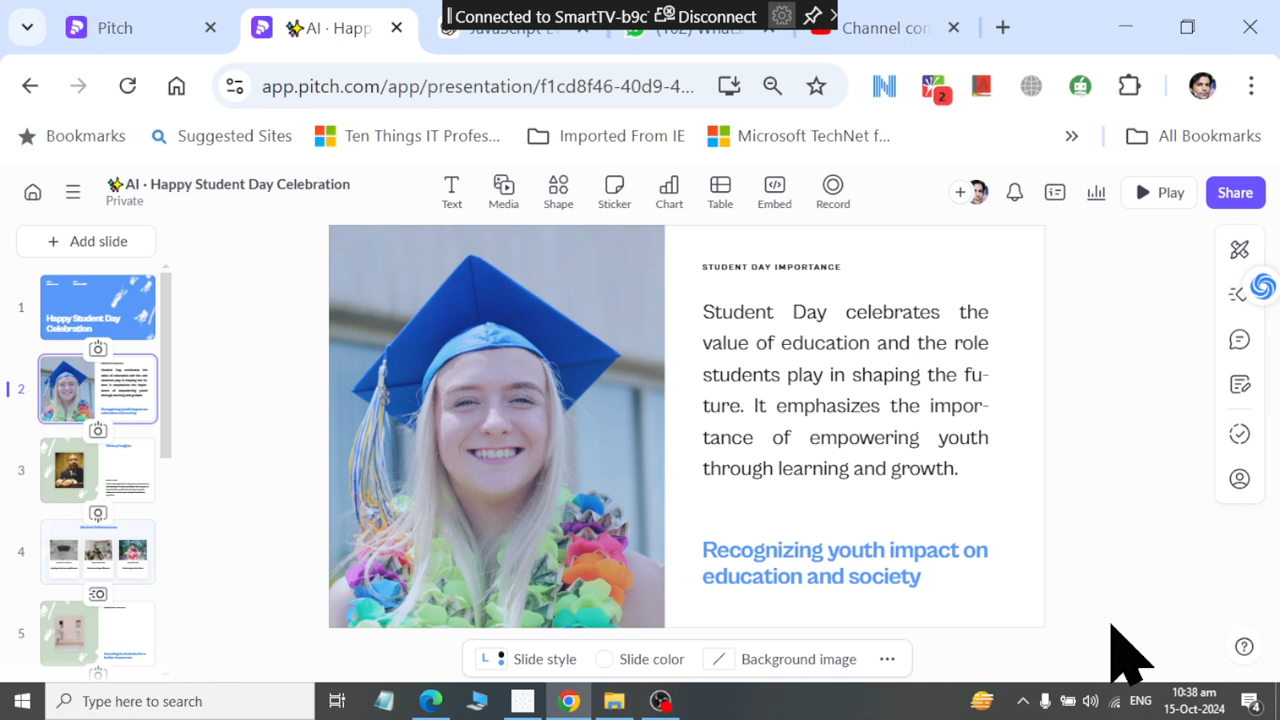 Connected to SmartTV-b9c Disconnect
Pitch
AI · Happ
Channel con
app.pitch.com/app/presentation/f1cd8f46-40d9-4...
2
Bookmarks
Suggested Sites
Ten Things IT Profes...
Imported From IE
Microsoft TechNet f...
All Bookmarks
AI · Happy Student Day Celebration
Private
Text
Media
Shape
Sticker
Chart
Table
Embed
Record
Play
Share
Add slide
1
Happy Student Day
Celebration
2
3
4
5
STUDENT DAY IMPORTANCE
Student Day celebrates the
value of education and the role
students play in shaping the fu-
ture. It emphasizes the impor-
tance of empowering youth
through learning and growth.
Recognizing youth impact on
education and society
Slide style
Slide color
Background image
Type here to search
ENG
10:38 am
15-Oct-2024
4